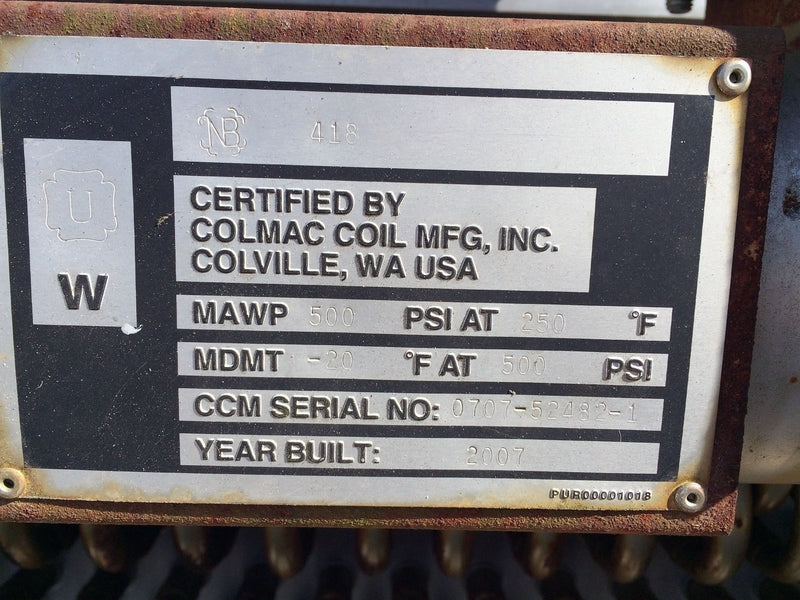 NB 418
U
W
CERTIFIED BY
COLMAC COIL MFG, INC.
COLVILLE, WA USA
MAWP 500 PSI AT 250 °F
MDMT -20 °F AT 500 PSI
CCM SERIAL NO: 0707-52482-1
YEAR BUILT: 2007
PUR00001018